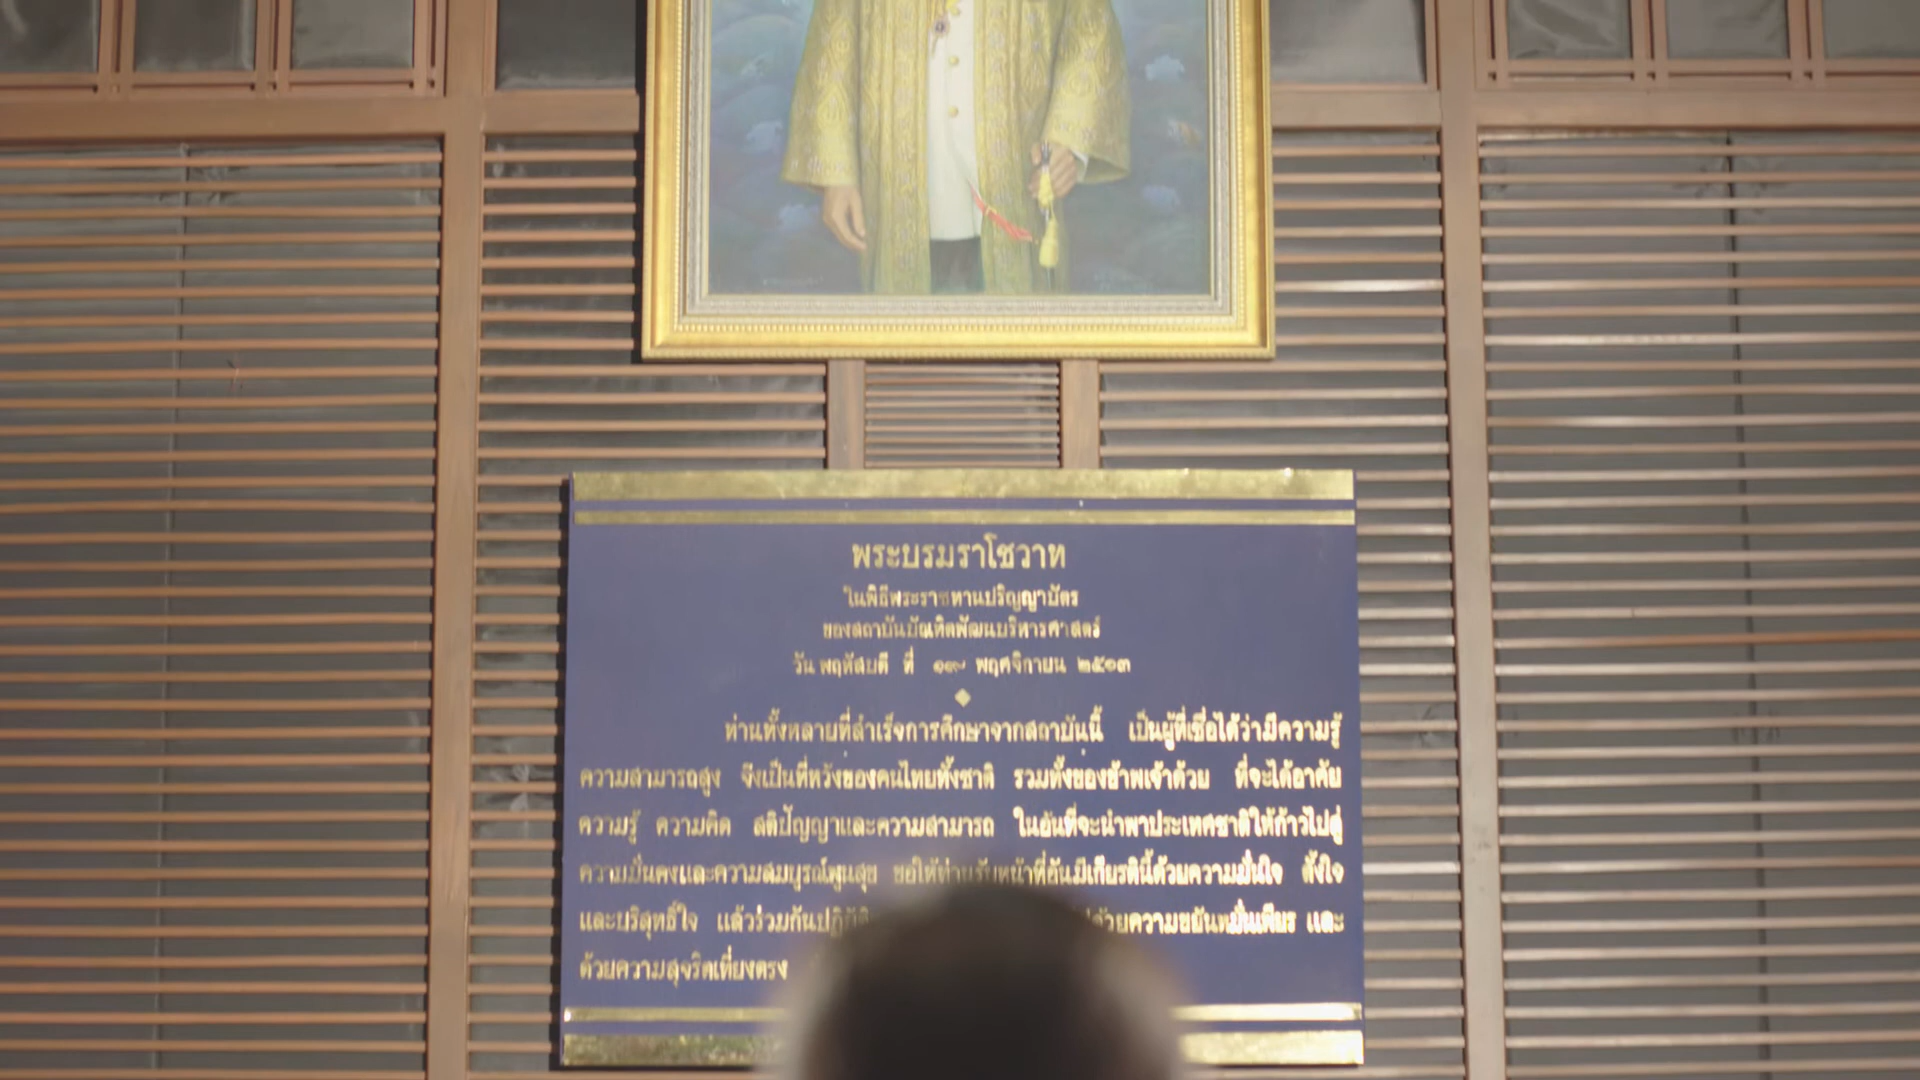 พระบรมราโชวาท
ในพิธีพระราชทานปริญญาบัตร
ของสถาบันบัณฑิตพัฒนบริหารศาสตร์
วัน พฤหัสบดี ที่ ๑๙ พฤศจิกายน ๒๕๑๓
ท่านทั้งหลายที่สำเร็จการศึกษาจากสถาบันนี้ เป็นผู้ที่เชื่อได้ว่ามีความรู้
ความสามารถสูง จึงเป็นที่หวังของคนไทยทั้งชาติ รวมทั้งของข้าพเจ้าด้วย ที่จะได้อาศัย
ความรู้ ความคิด สติปัญญาและความสามารถ ในอันที่จะนำพาประเทศชาติให้ก้าวไปสู่
ความมั่นคงและความสมบูรณ์พูนสุข ขอให้ท่านรับหน้าที่อันมีเกียรตินี้ด้วยความมั่นใจ ตั้งใจ
และบริสุทธิ์ใจ แล้วร่วมกัน ด้วยความขยันหมั่นเพียร และ
ด้วยความสุจริตเที่ยงตรง